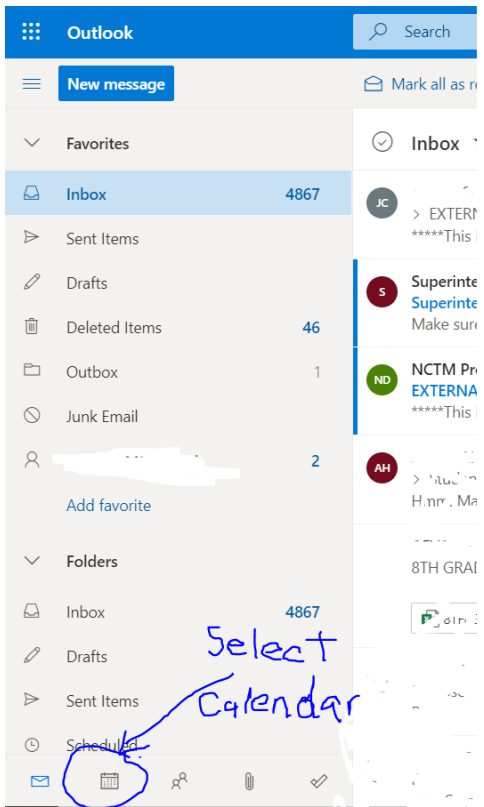 Outlook
Search
New message
Mark all as re
Favorites
Inbox 4867
Sent Items
Drafts
Deleted Items 46
Outbox 1
Junk Email
2
Add favorite
Folders
Inbox 4867
Drafts
Sent Items
Scheduled
Select
Calendar
Inbox
JC
> EXTERN
*****This i
S
Superinte
Superinte
Make sure
ND
NCTM Pr
EXTERNA
*****This i
AH
Hmm, Ma
8TH GRAD